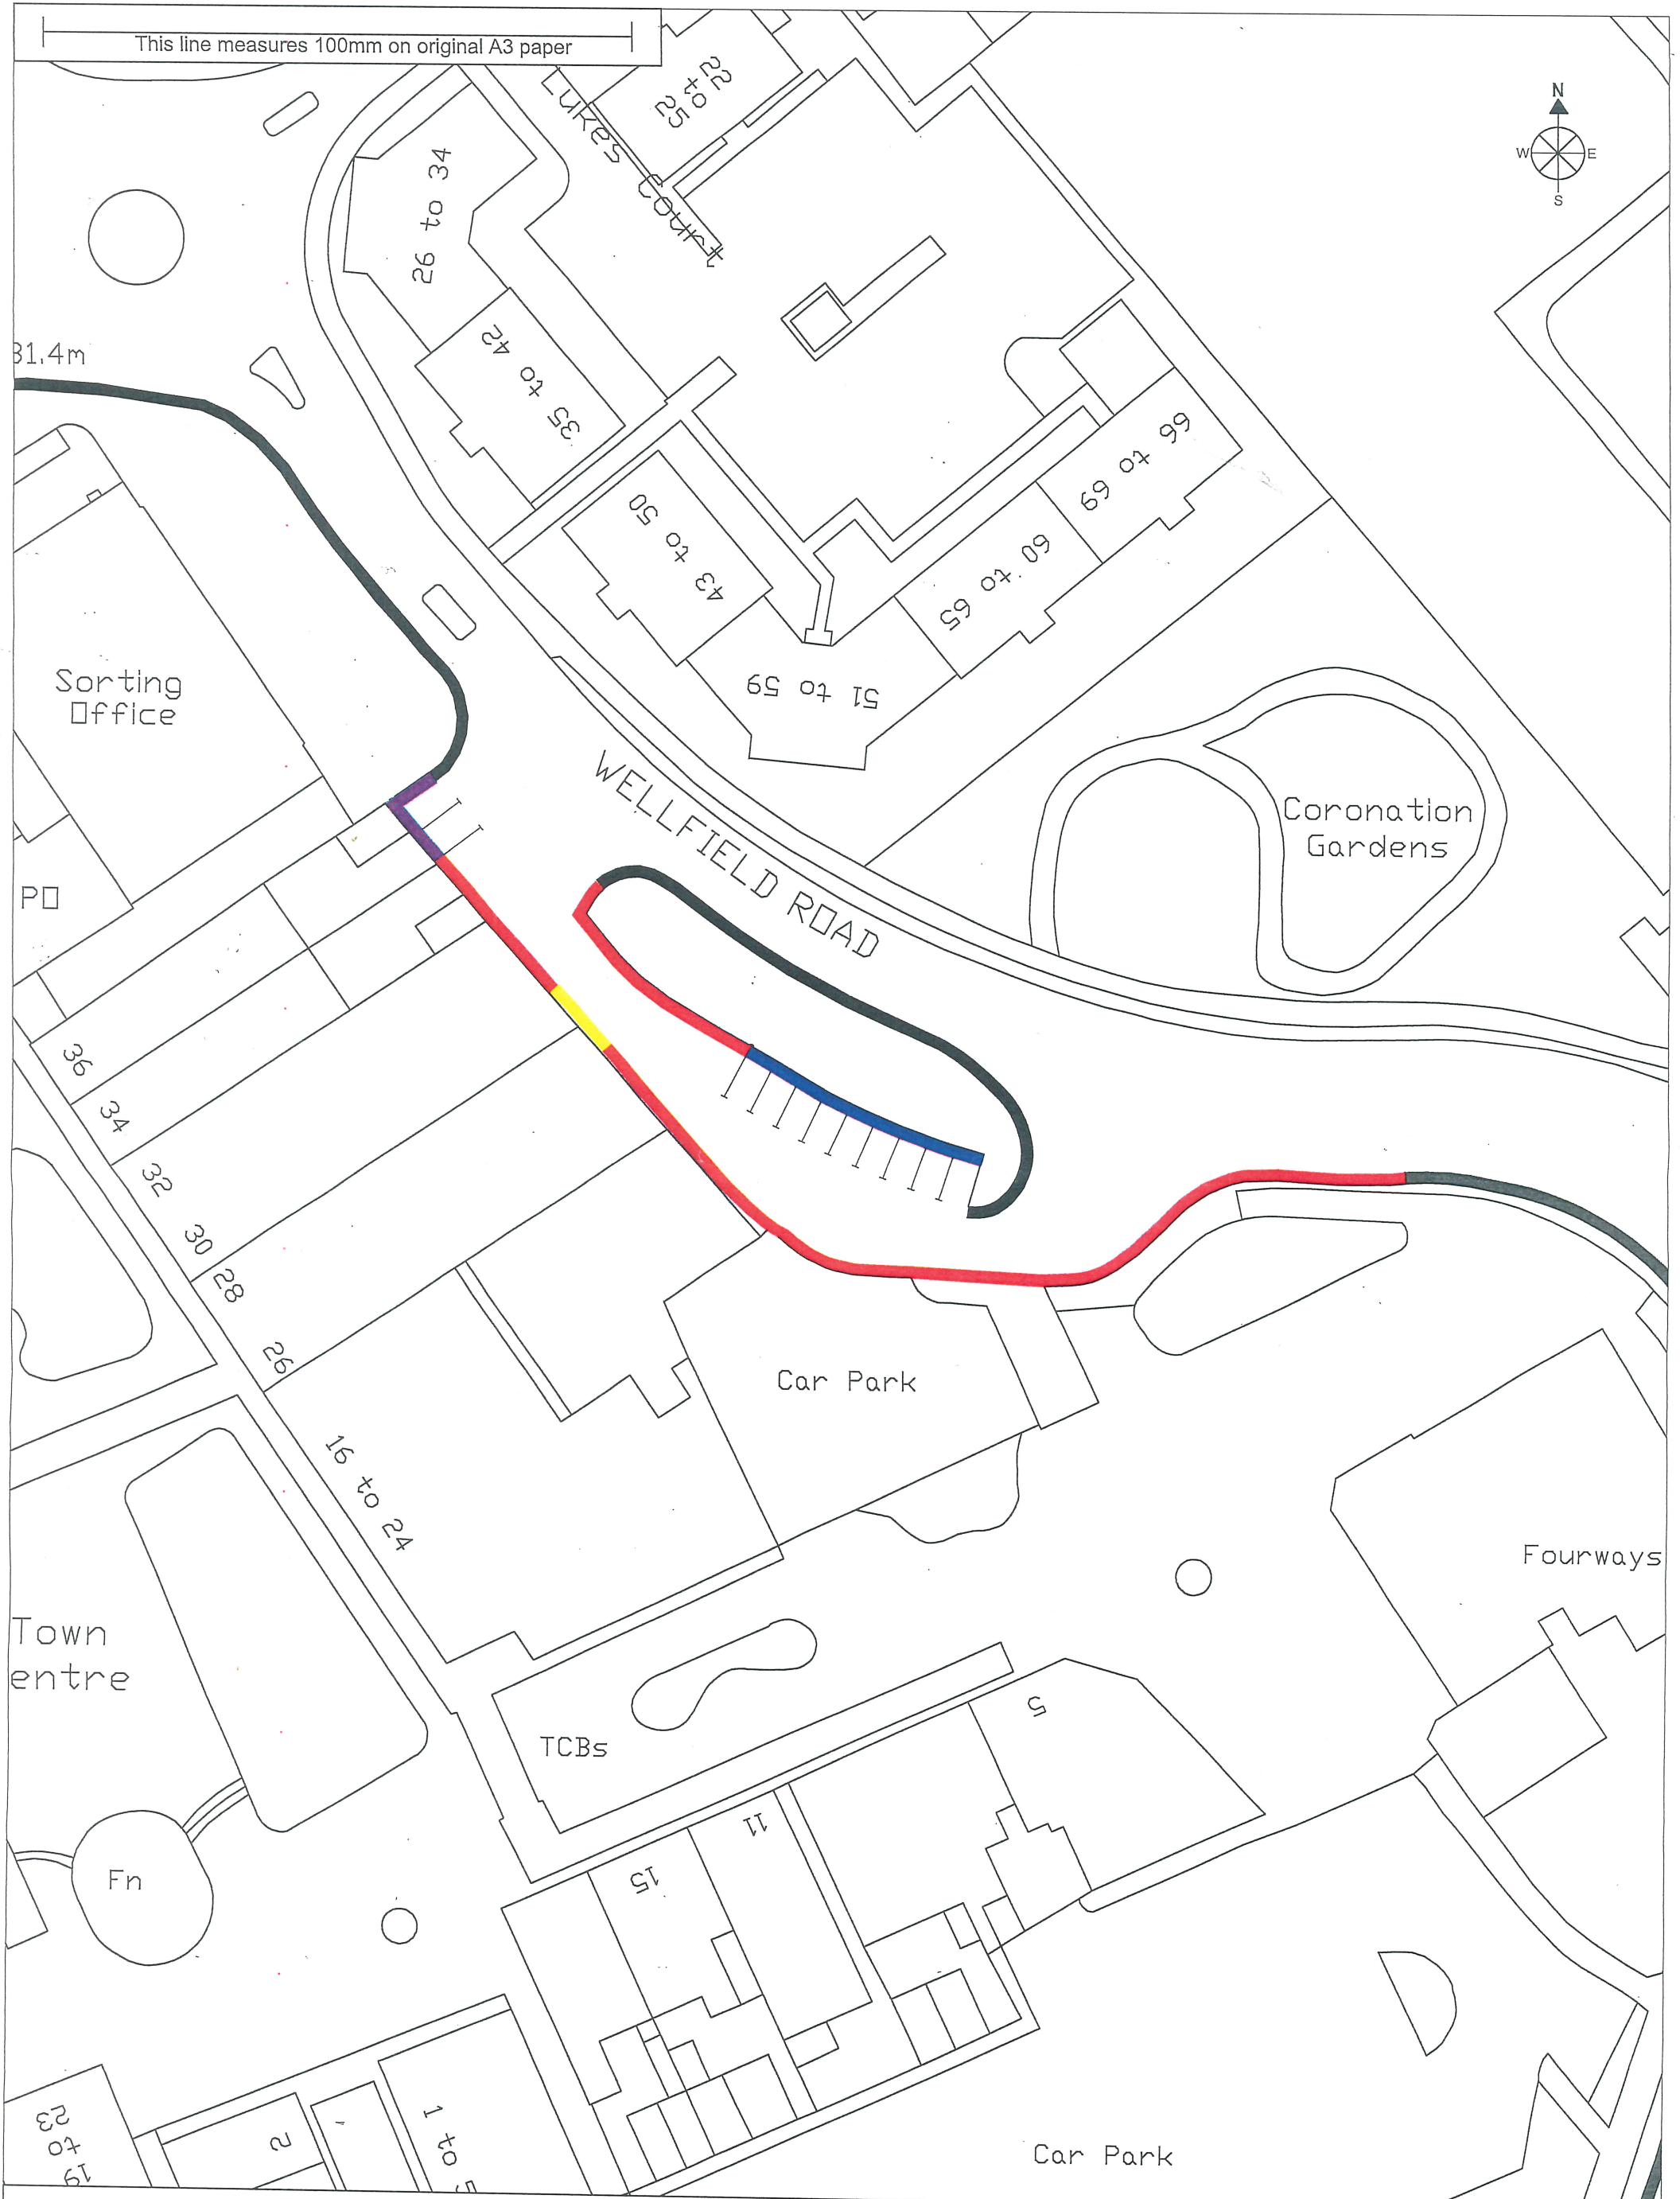 This line measures 100mm on original A3 paper
22 to 25
Lukes Court
N
W E
S
26 to 34
35 to 42
31.4m
66 to 69
43 to 50
60 to 65
51 to 59
Sorting
Office
WELLFIELD ROAD
Coronation
Gardens
PO
36
34
32
30
28
26
Car Park
16 to 24
Fourways
Town
entre
TCBs
5
11
15
Fn
19
to
23
2
1 to 5
Car Park